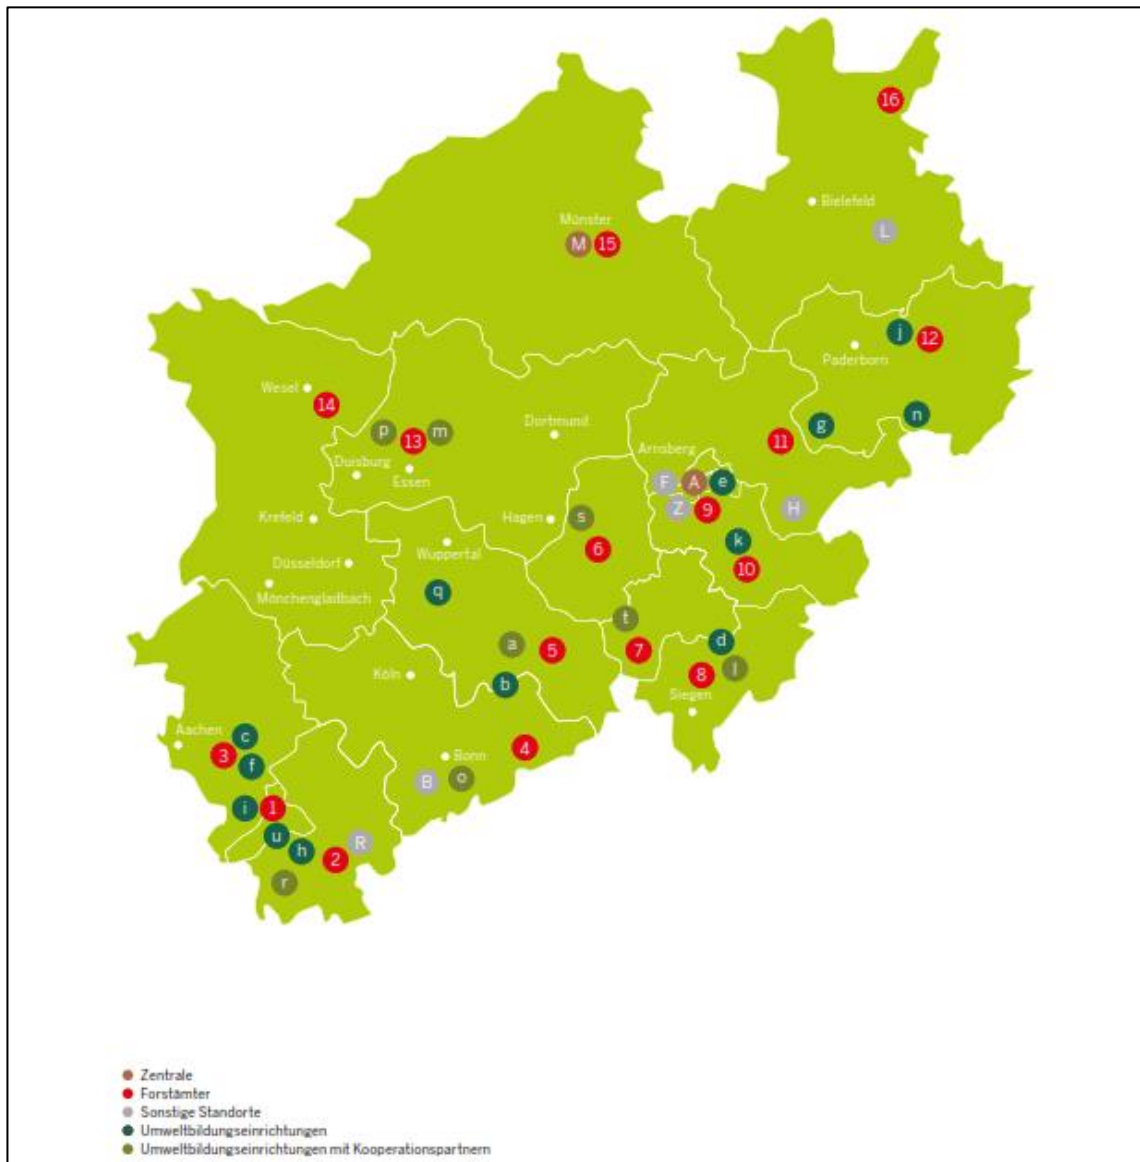 16
Bielefeld
L
Münster
M 15
j 12
Paderborn
Wesel
14
p 13 m
Dortmund
g n
11
Arnsberg
Duisburg
Essen
F A e
Z 9 H
Krefeld
Hagen s
6
k
10
Wuppertal
Düsseldorf
Mönchengladbach
q
t
a 5 7
d
8 l
Siegen
Köln
b
Aachen
c
3
f
4
Bonn
B o
i 1
u h
R
2
r
Zentrale
Forstämter
Sonstige Standorte
Umweltbildungseinrichtungen
Umweltbildungseinrichtungen mit Kooperationspartnern